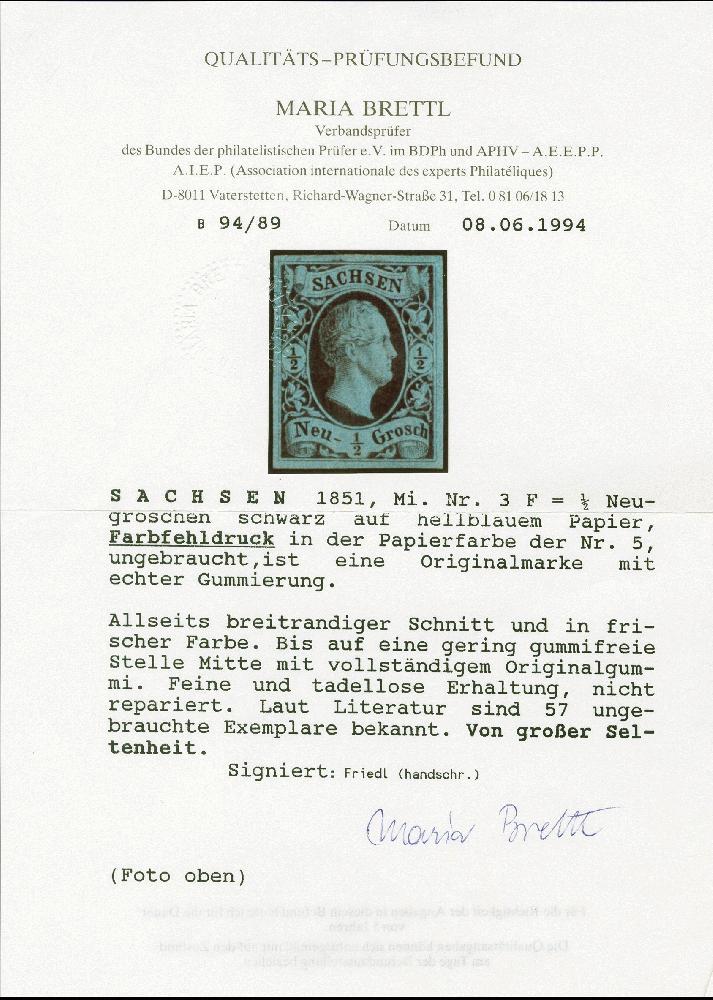 QUALITÄTS-PRÜFUNGSBEFUND
MARIA BRETTL
Verbandsprüfer
des Bundes der philatelistischen Prüfer e.V. im BDPh und APHV – A.E.E.P.P.
A.I.E.P. (Association internationale des experts Philatéliques)
D-8011 Vaterstetten, Richard-Wagner-Straße 31, Tel. 0 81 06/18 13
B 94/89 Datum 08.06.1994
SACHSEN
½ ½
Neu- ½ Grosch
S A C H S E N 1851, Mi. Nr. 3 F = ½ Neu-
groschen schwarz auf hellblauem Papier,
Farbfehldruck in der Papierfarbe der Nr. 5,
ungebraucht,ist eine Originalmarke mit
echter Gummierung.
Allseits breitrandiger Schnitt und in fri-
scher Farbe. Bis auf eine gering gummifreie
Stelle Mitte mit vollständigem Originalgum-
mi. Feine und tadellose Erhaltung, nicht
repariert. Laut Literatur sind 57 unge-
brauchte Exemplare bekannt. Von großer Sel-
tenheit.
Signiert: Friedl (handschr.)
Maria Brettl
(Foto oben)